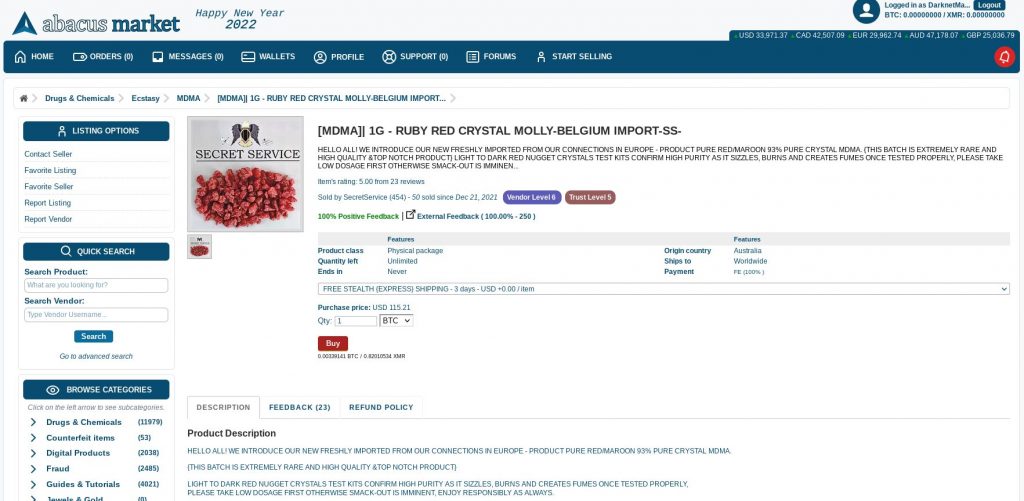 abacus market
Happy New Year
2022
Logged in as DarknetMa... Logout
BTC: 0.00000000 / XMR: 0.00000000
USD 33,971.37 CAD 42,507.09 EUR 29,962.74 AUD 47,178.07 GBP 25,036.79
HOME ORDERS (0) MESSAGES (0) WALLETS PROFILE SUPPORT (0) FORUMS START SELLING
Drugs & Chemicals Ecstasy MDMA [MDMA]| 1G - RUBY RED CRYSTAL MOLLY-BELGIUM IMPORT...
LISTING OPTIONS
Contact Seller
Favorite Listing
Favorite Seller
Report Listing
Report Vendor
QUICK SEARCH
Search Product:
What are you looking for?
Search Vendor:
Type Vendor Username...
Search
Go to advanced search
BROWSE CATEGORIES
Click on the left arrow to see subcategories.
Drugs & Chemicals (11979)
Counterfeit items (53)
Digital Products (2038)
Fraud (2485)
Guides & Tutorials (4021)
Jewels & Gold (0)
SECRET SERVICE
[MDMA]| 1G - RUBY RED CRYSTAL MOLLY-BELGIUM IMPORT-SS-
HELLO ALL! WE INTRODUCE OUR NEW FRESHLY IMPORTED FROM OUR CONNECTIONS IN EUROPE - PRODUCT PURE RED/MAROON 93% PURE CRYSTAL MDMA. {THIS BATCH IS EXTREMELY RARE AND
HIGH QUALITY &TOP NOTCH PRODUCT} LIGHT TO DARK RED NUGGET CRYSTALS TEST KITS CONFIRM HIGH PURITY AS IT SIZZLES, BURNS AND CREATES FUMES ONCE TESTED PROPERLY, PLEASE TAKE
LOW DOSAGE FIRST OTHERWISE SMACK-OUT IS IMMINEN...
Item's rating: 5.00 from 23 reviews
Sold by SecretService (454) - 50 sold since Dec 21, 2021 Vendor Level 6 Trust Level 5
100% Positive Feedback | External Feedback ( 100.00% - 250 )
Features Features
Product class Physical package Origin country Australia
Quantity left Unlimited Ships to Worldwide
Ends in Never Payment FE (100% )
FREE STEALTH (EXPRESS) SHIPPING - 3 days - USD +0.00 / item
Purchase price: USD 115.21
Qty: 1 BTC
Buy
0.00339141 BTC / 0.82010534 XMR
DESCRIPTION FEEDBACK (23) REFUND POLICY
Product Description
HELLO ALL! WE INTRODUCE OUR NEW FRESHLY IMPORTED FROM OUR CONNECTIONS IN EUROPE - PRODUCT PURE RED/MAROON 93% PURE CRYSTAL MDMA.
{THIS BATCH IS EXTREMELY RARE AND HIGH QUALITY &TOP NOTCH PRODUCT}
LIGHT TO DARK RED NUGGET CRYSTALS TEST KITS CONFIRM HIGH PURITY AS IT SIZZLES, BURNS AND CREATES FUMES ONCE TESTED PROPERLY,
PLEASE TAKE LOW DOSAGE FIRST OTHERWISE SMACK-OUT IS IMMINENT, ENJOY RESPONSIBLY AS ALWAYS.